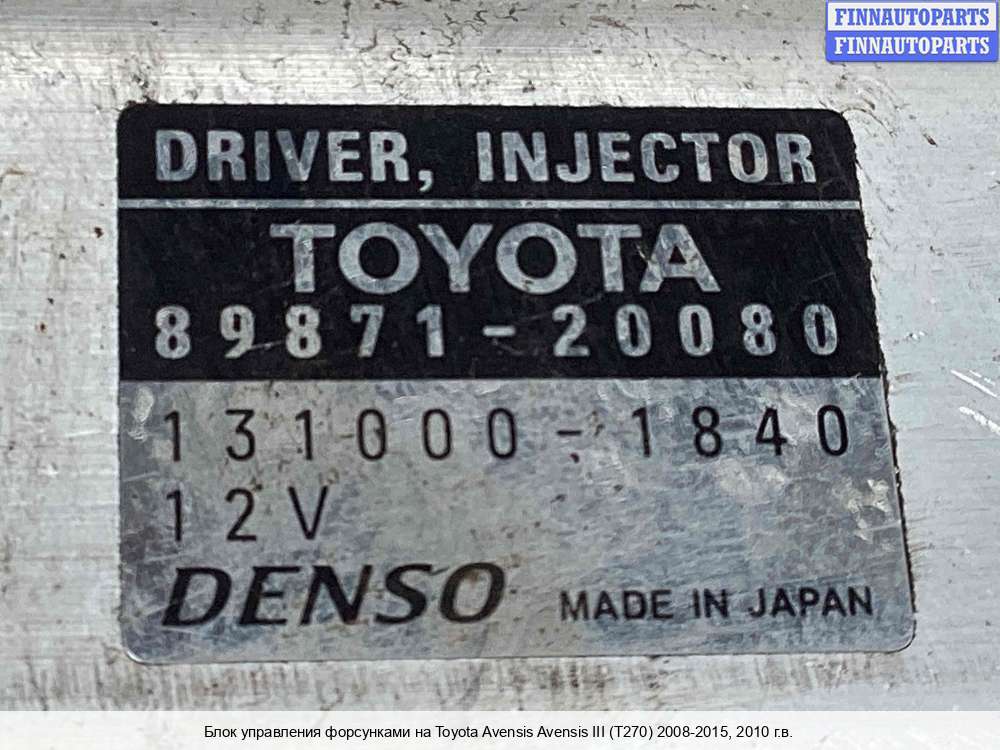 FINNAUTOPARTS
FINNAUTOPARTS
DRIVER, INJECTOR
TOYOTA
89871-20080
131000-1840
12V
DENSO MADE IN JAPAN
Блок управления форсунками на Toyota Avensis Avensis III (T270) 2008-2015, 2010 г.в.